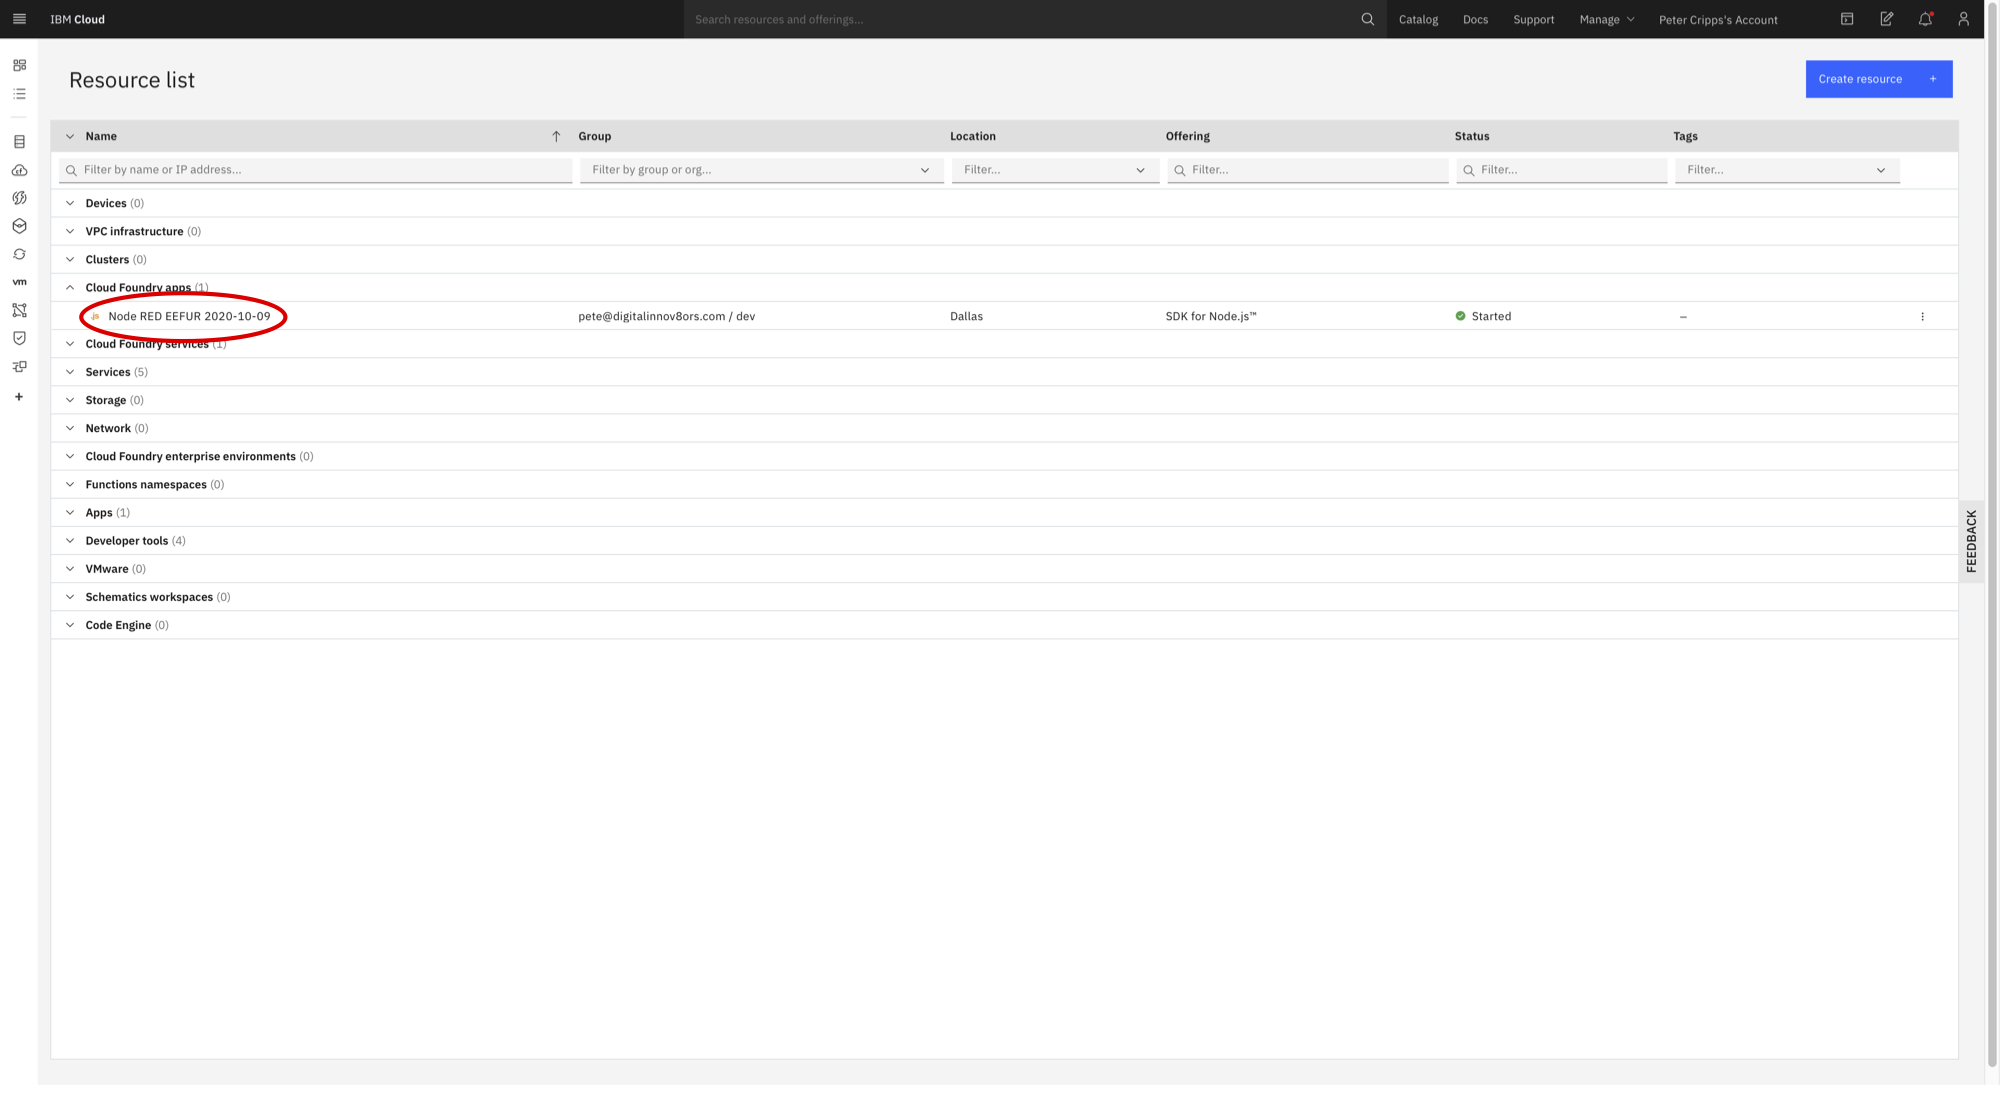 IBM Cloud
Search resources and offerings...
Catalog
Docs
Support
Manage
Peter Cripps's Account
Resource list
Create resource +
Name
Group
Location
Offering
Status
Tags
Filter by name or IP address...
Filter by group or org...
Filter...
Filter...
Filter...
Filter...
Devices (0)
VPC infrastructure (0)
Clusters (0)
Cloud Foundry apps (1)
js Node RED EEFUR 2020-10-09
pete@digitalinnov8ors.com / dev
Dallas
SDK for Node.js™
Started
–
Cloud Foundry services (1)
Services (5)
Storage (0)
Network (0)
Cloud Foundry enterprise environments (0)
Functions namespaces (0)
Apps (1)
Developer tools (4)
VMware (0)
Schematics workspaces (0)
Code Engine (0)
vm
+
FEEDBACK